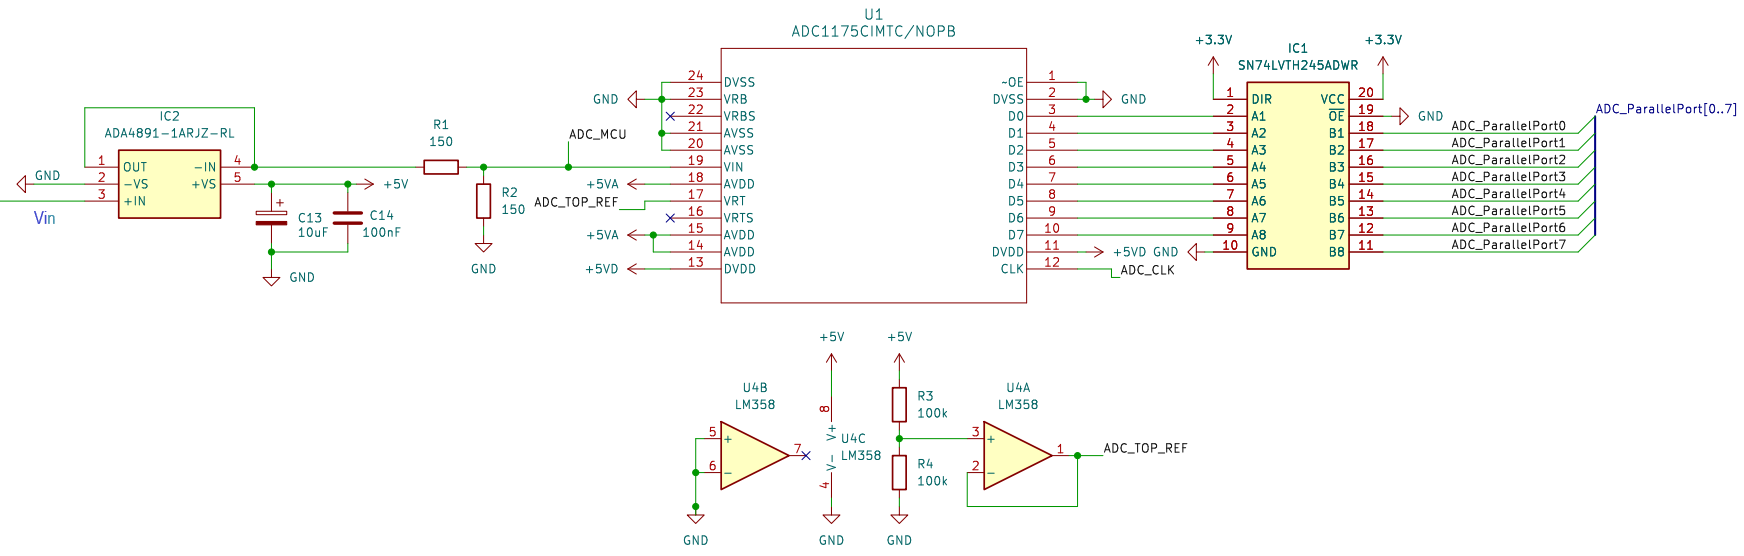 U1
ADC1175CIMTC/NOPB
24 DVSS
23 VRB
22 VRBS
21 AVSS
20 AVSS
19 VIN
18 AVDD
17 VRT
16 VRTS
15 AVDD
14 AVDD
13 DVDD
~OE 1
DVSS 2
D0 3
D1 4
D2 5
D3 6
D4 7
D5 8
D6 9
D7 10
DVDD 11
CLK 12
GND
ADC_MCU
+5VA
ADC_TOP_REF
+5VA
+5VD
GND
+5VD
ADC_CLK
IC2
ADA4891-1ARJZ-RL
1 OUT
2 -VS
3 +IN
-IN 4
+VS 5
GND
Vin
+5V
+
C13
10uF
C14
100nF
GND
R1
150
R2
150
GND
+3.3V
IC1
SN74LVTH245ADWR
+3.3V
1 DIR
2 A1
3 A2
4 A3
5 A4
6 A5
7 A6
8 A7
9 A8
10 GND
VCC 20
OE 19
B1 18
B2 17
B3 16
B4 15
B5 14
B6 13
B7 12
B8 11
GND
GND
ADC_ParallelPort[0..7]
ADC_ParallelPort0
ADC_ParallelPort1
ADC_ParallelPort2
ADC_ParallelPort3
ADC_ParallelPort4
ADC_ParallelPort5
ADC_ParallelPort6
ADC_ParallelPort7
U4B
LM358
5 +
6 -
7
GND
+5V
8
V+
U4C
LM358
V-
4
GND
+5V
R3
100k
R4
100k
GND
U4A
LM358
3 +
2 -
1
ADC_TOP_REF